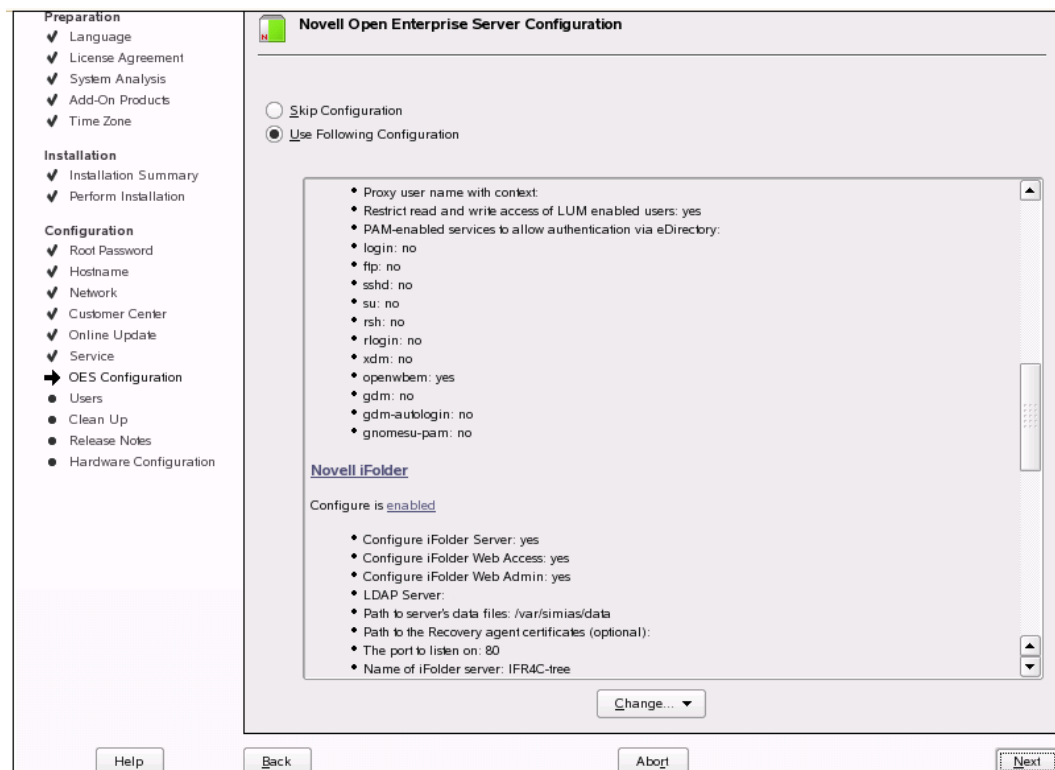 Preparation
Language
License Agreement
System Analysis
Add-On Products
Time Zone
Installation
Installation Summary
Perform Installation
Configuration
Root Password
Hostname
Network
Customer Center
Online Update
Service
OES Configuration
Users
Clean Up
Release Notes
Hardware Configuration
N
Novell Open Enterprise Server Configuration
Skip Configuration
Use Following Configuration
Proxy user name with context:
Restrict read and write access of LUM enabled users: yes
PAM-enabled services to allow authentication via eDirectory:
login: no
ftp: no
sshd: no
su: no
rsh: no
rlogin: no
xdm: no
openwbem: yes
gdm: no
gdm-autologin: no
gnomesu-pam: no
Novell iFolder
Configure is enabled
Configure iFolder Server: yes
Configure iFolder Web Access: yes
Configure iFolder Web Admin: yes
LDAP Server:
Path to server's data files: /var/simias/data
Path to the Recovery agent certificates (optional):
The port to listen on: 80
Name of iFolder server: IFR4C-tree
Change...
Help
Back
Abort
Next